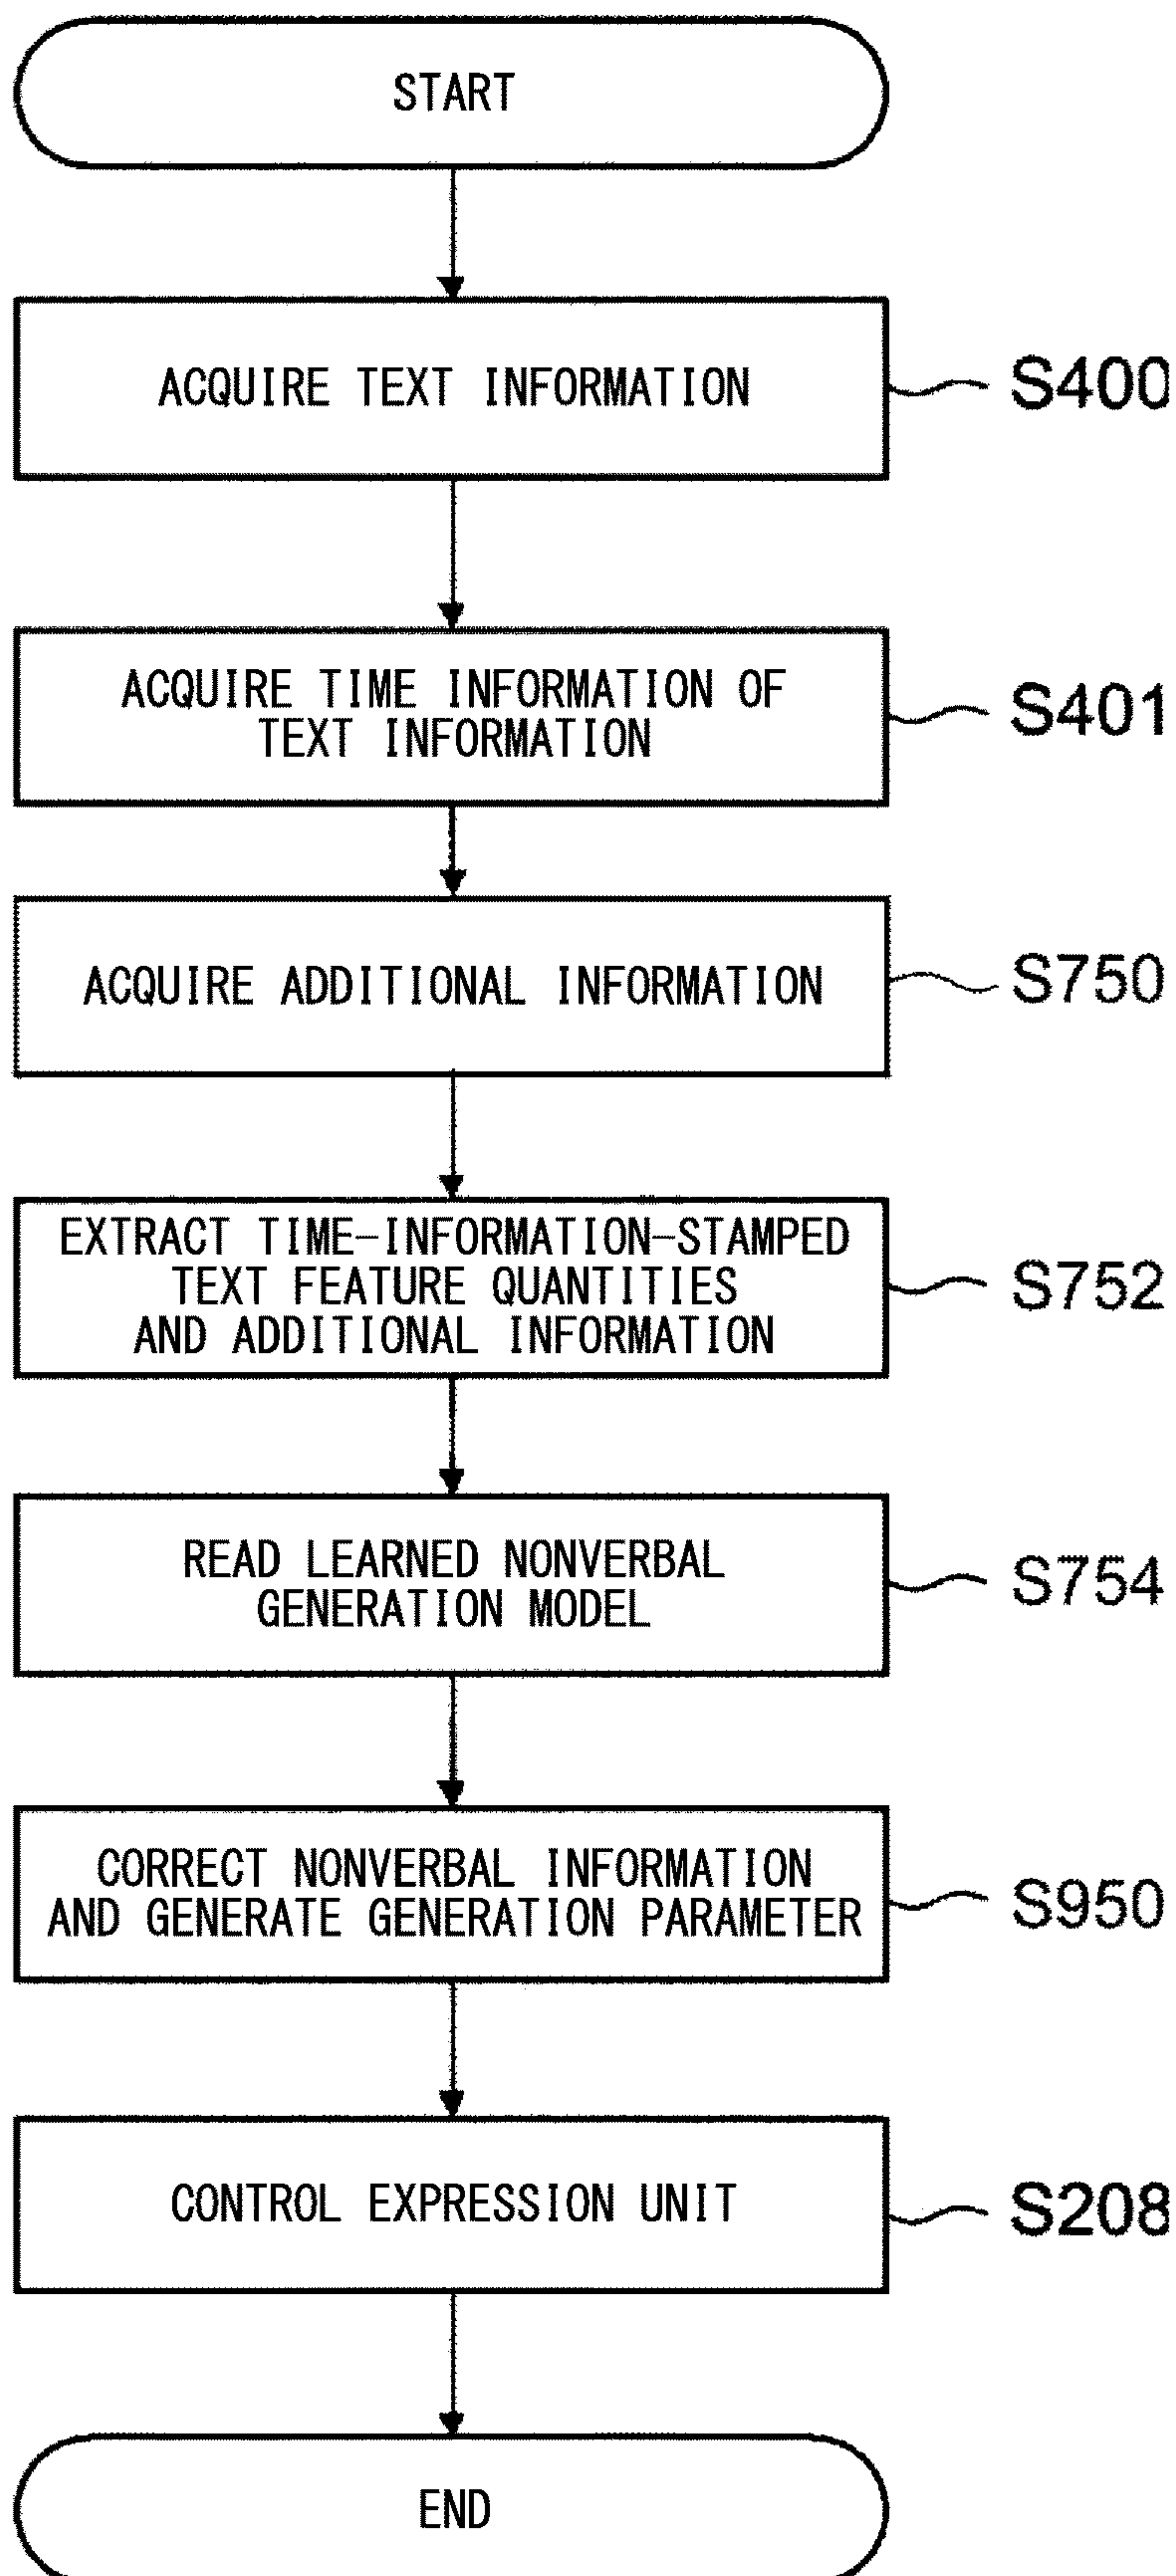 START
ACQUIRE TEXT INFORMATION
S400
ACQUIRE TIME INFORMATION OF
TEXT INFORMATION
S401
ACQUIRE ADDITIONAL INFORMATION
S750
EXTRACT TIME-INFORMATION-STAMPED
TEXT FEATURE QUANTITIES
AND ADDITIONAL INFORMATION
S752
READ LEARNED NONVERBAL
GENERATION MODEL
S754
CORRECT NONVERBAL INFORMATION
AND GENERATE GENERATION PARAMETER
S950
CONTROL EXPRESSION UNIT
S208
END